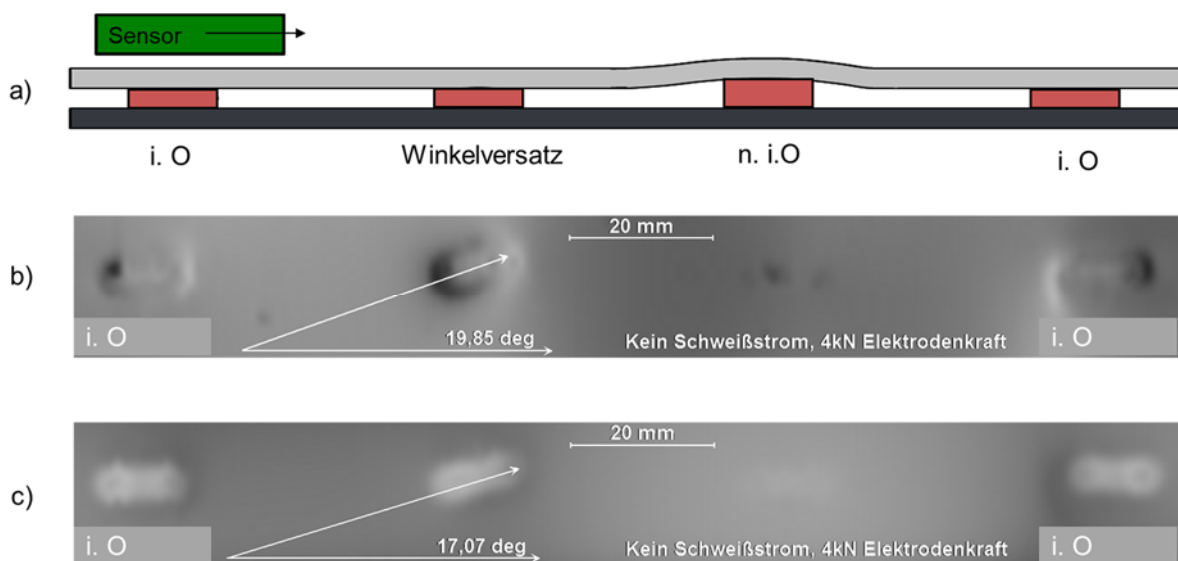 Sensor
a)
i. O
Winkelversatz
n. i.O
i. O
20 mm
b)
i. O
19,85 deg
Kein Schweißstrom, 4kN Elektrodenkraft
i. O
20 mm
c)
i. O
17,07 deg
Kein Schweißstrom, 4kN Elektrodenkraft
i. O